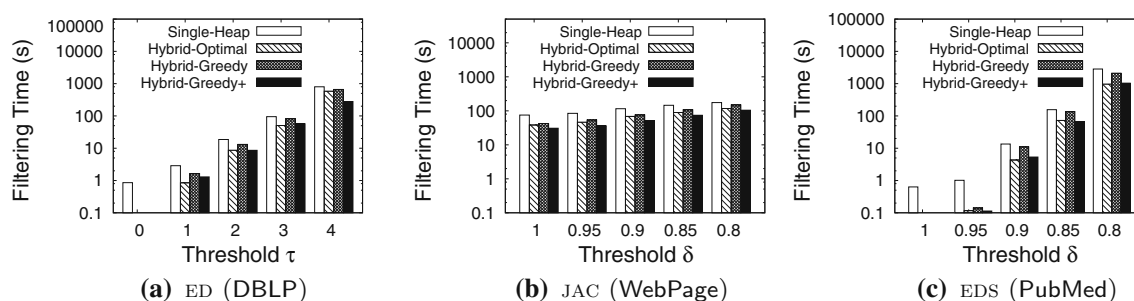 Filtering Time (s)
100000
10000
1000
100
10
1
0.1
Single-Heap
Hybrid-Optimal
Hybrid-Greedy
Hybrid-Greedy+
0 1 2 3 4
Threshold τ
(a) ED (DBLP)
Filtering Time (s)
100000
10000
1000
100
10
1
0.1
Single-Heap
Hybrid-Optimal
Hybrid-Greedy
Hybrid-Greedy+
1 0.95 0.9 0.85 0.8
Threshold δ
(b) JAC (WebPage)
Filtering Time (s)
100000
10000
1000
100
10
1
0.1
Single-Heap
Hybrid-Optimal
Hybrid-Greedy
Hybrid-Greedy+
1 0.95 0.9 0.85 0.8
Threshold δ
(c) EDS (PubMed)